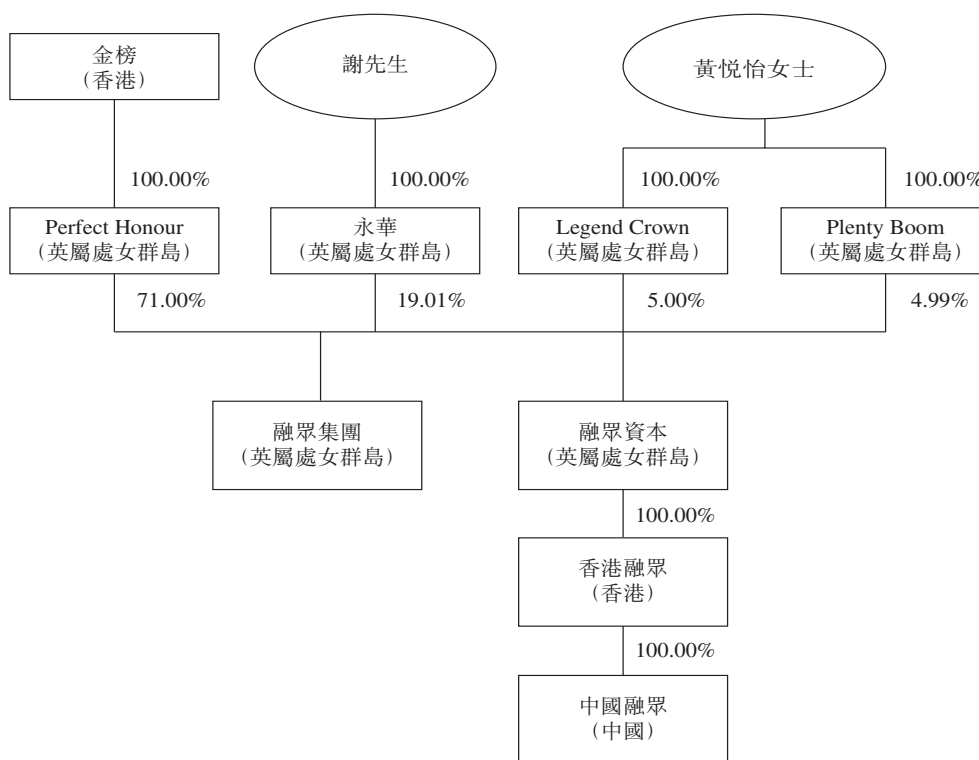 金榜
(香港)
謝先生
黃悦怡女士
100.00%
100.00%
100.00%
100.00%
Perfect Honour
(英屬處女群島)
永華
(英屬處女群島)
Legend Crown
(英屬處女群島)
Plenty Boom
(英屬處女群島)
71.00%
19.01%
5.00%
4.99%
融眾集團
(英屬處女群島)
融眾資本
(英屬處女群島)
100.00%
香港融眾
(香港)
100.00%
中國融眾
(中國)